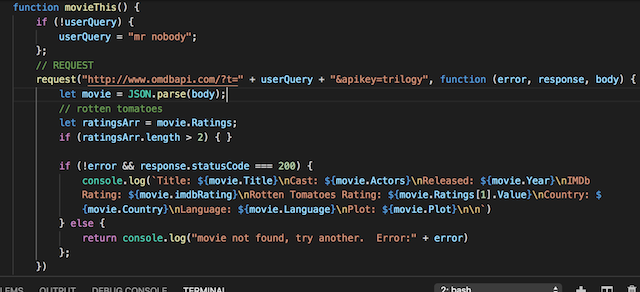 function movieThis() {
if (!userQuery) {
userQuery = "mr nobody";
};
// REQUEST
request("http://www.omdbapi.com/?t=" + userQuery + "&apikey=trilogy", function (error, response, body) {
let movie = JSON.parse(body);
// rotten tomatoes
let ratingsArr = movie.Ratings;
if (ratingsArr.length > 2) { }
if (!error && response.statusCode === 200) {
console.log(`Title: ${movie.Title}\nCast: ${movie.Actors}\nReleased: ${movie.Year}\nIMDb
Rating: ${movie.imdbRating}\nRotten Tomatoes Rating: ${movie.Ratings[1].Value}\nCountry: $
{movie.Country}\nLanguage: ${movie.Language}\nPlot: ${movie.Plot}\n\n`)
} else {
return console.log("movie not found, try another.  Error:" + error)
};
})
LEMS OUTPUT DEBUG CONSOLE TERMINAL 2: bash